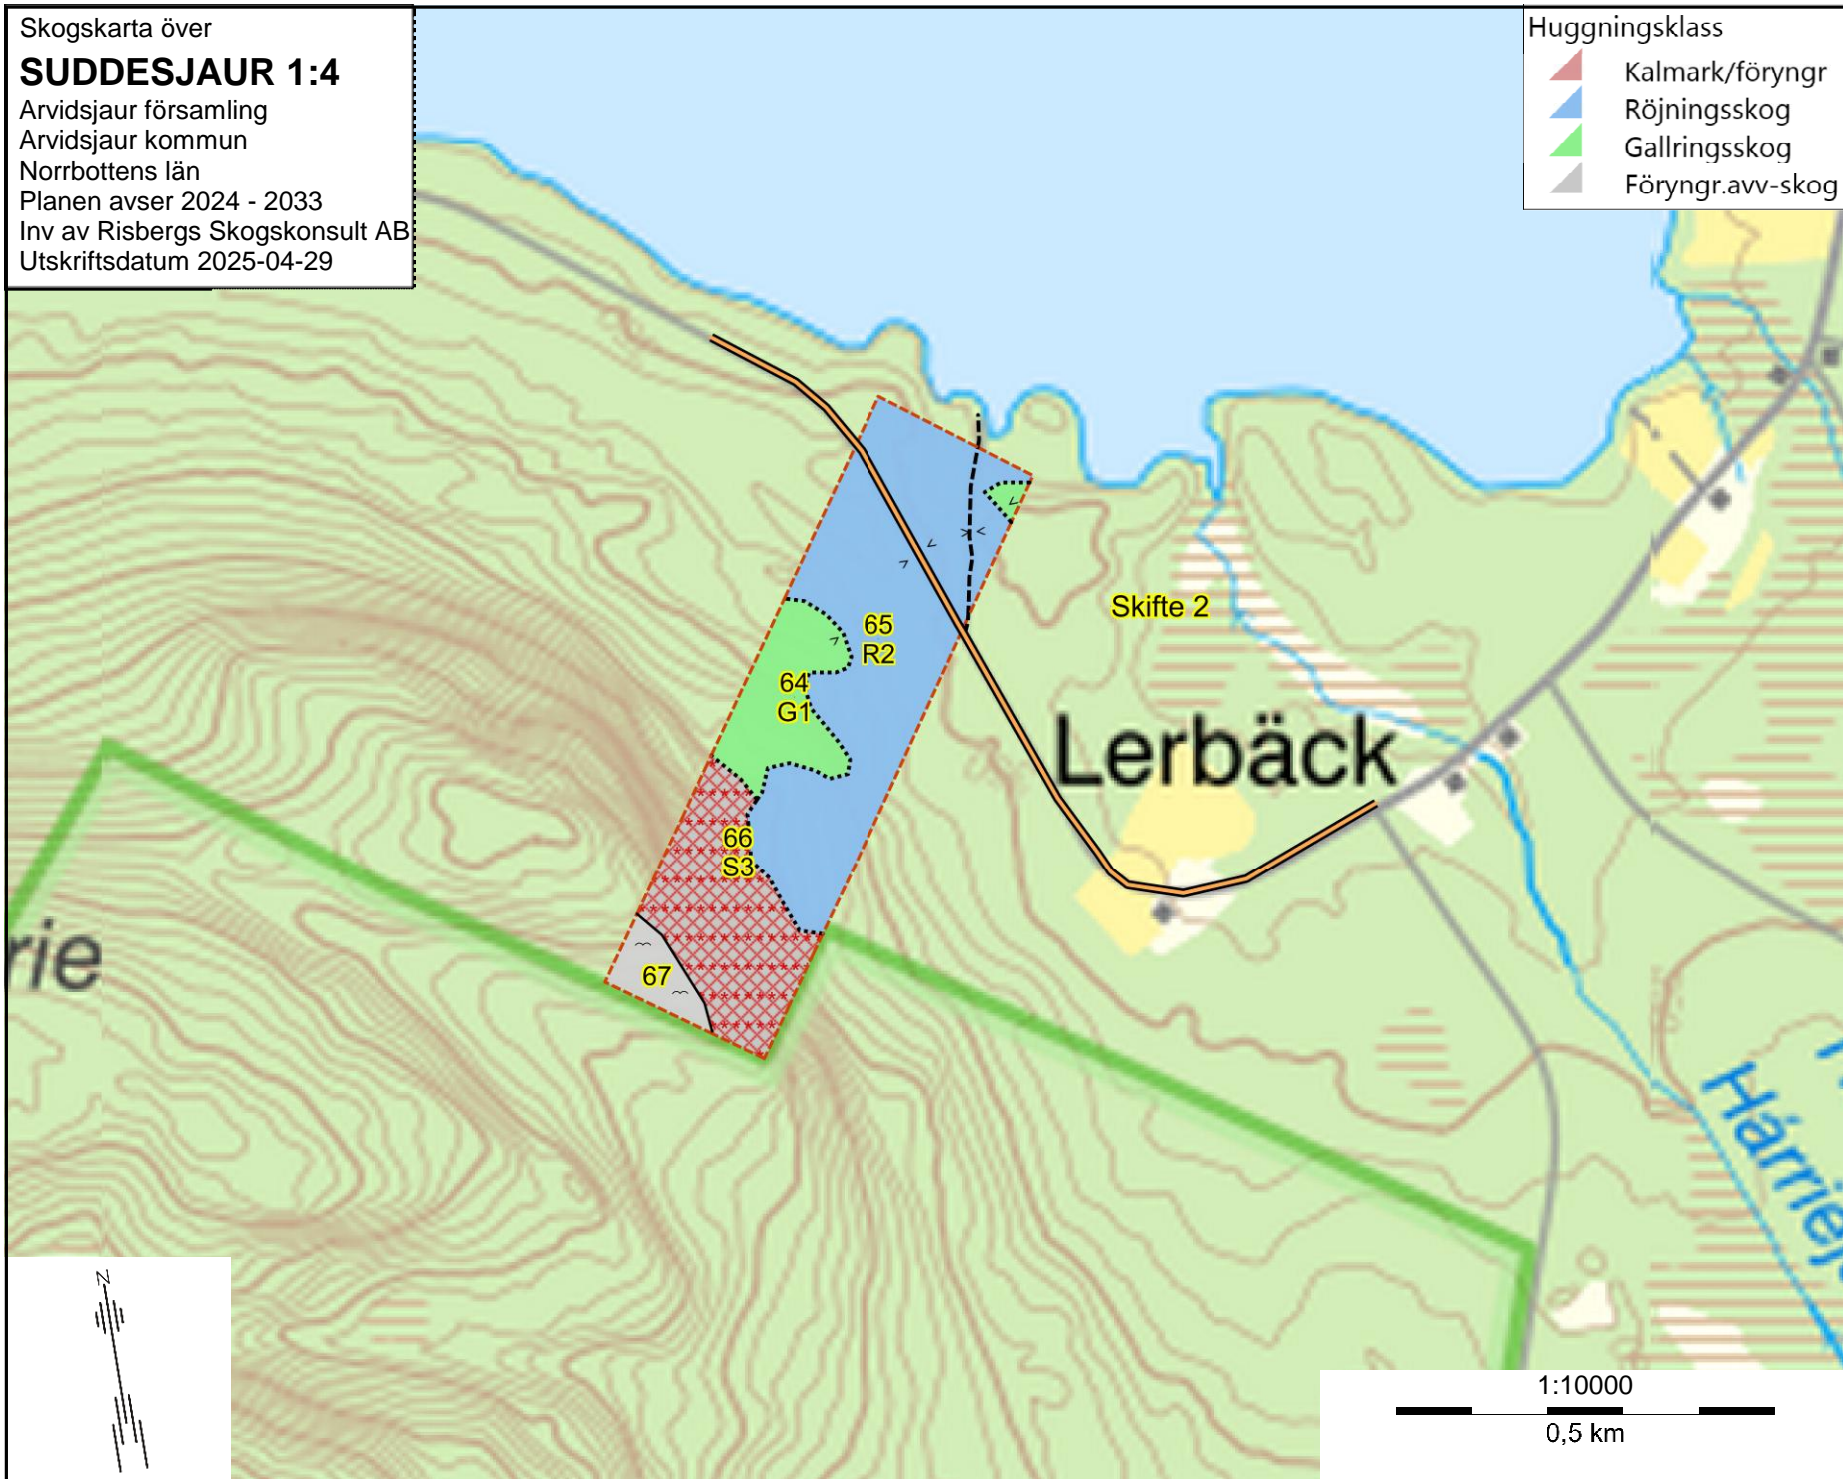 Skogskarta över
SUDDESJAUR 1:4
Arvidsjaur församling
Arvidsjaur kommun
Norrbottens län
Planen avser 2024 - 2033
Inv av Risbergs Skogskonsult AB
Utskriftsdatum 2025-04-29
Huggningsklass
Kalmark/föryngr
Röjningsskog
Gallringsskog
Föryngr.avv-skog
Skifte 2
65
R2
64
G1
Lerbäck
66
S3
rie
67
N
1:10000
0,5 km